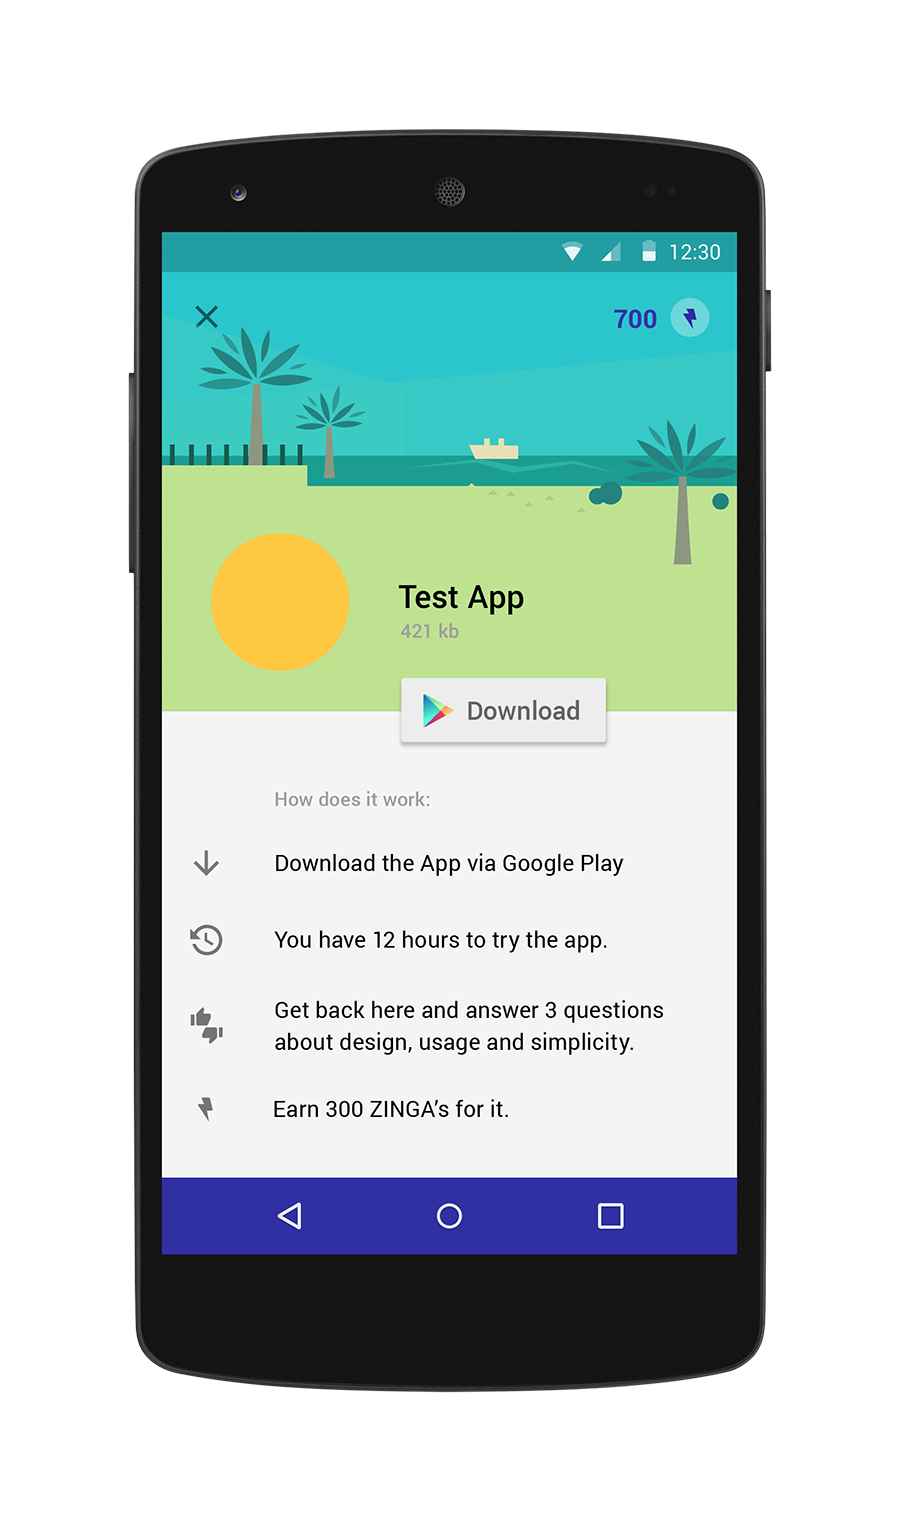 12:30
700
Test App
421 kb
Download
How does it work:
Download the App via Google Play
You have 12 hours to try the app.
Get back here and answer 3 questions
about design, usage and simplicity.
Earn 300 ZINGA’s for it.